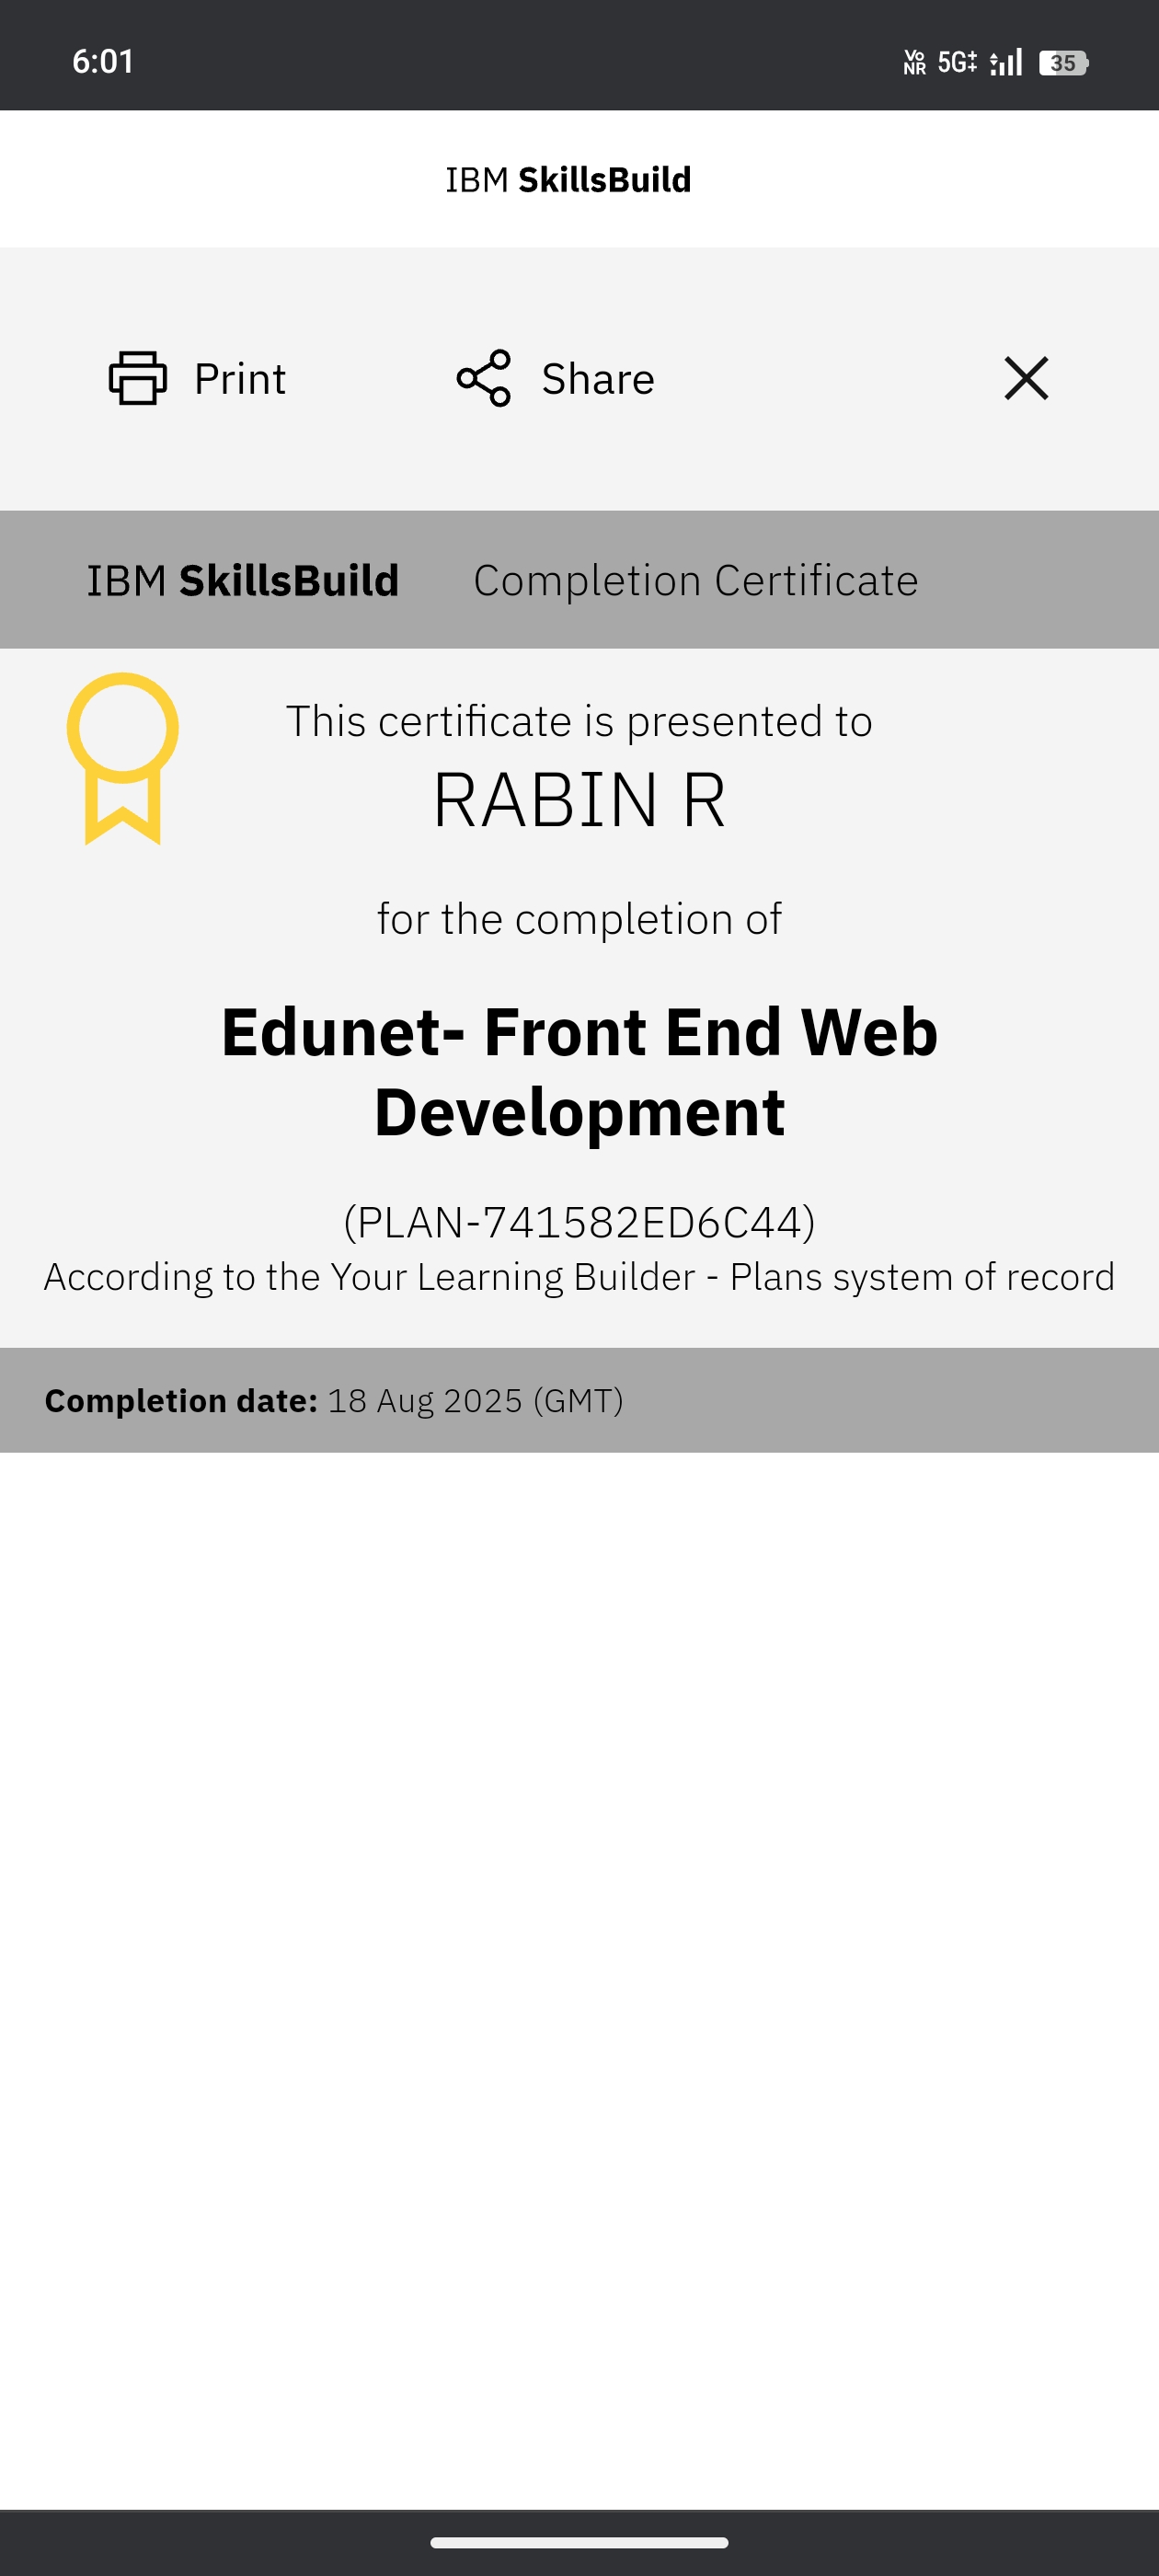 6:01 Vo NR 5G‡ 35
IBM SkillsBuild
Print Share
IBM SkillsBuild Completion Certificate
This certificate is presented to
RABIN R
for the completion of
Edunet- Front End Web
Development
(PLAN-741582ED6C44)
According to the Your Learning Builder - Plans system of record
Completion date: 18 Aug 2025 (GMT)